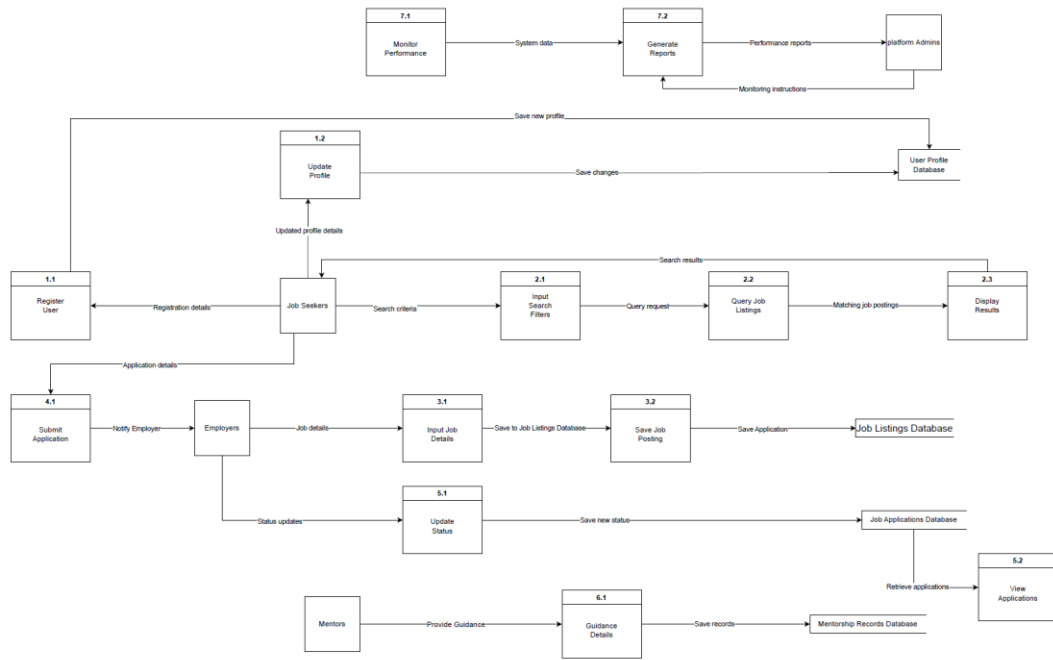 7.1
Monitor
Performance
System data
7.2
Generate
Reports
Performance reports
platform Admins
Monitoring instructions
Save new profile
1.2
Update
Profile
Save changes
User Profile
Database
Updated profile details
Search results
1.1
Register
User
Registration details
Job Seekers
Search criteria
2.1
Input
Search
Filters
Query request
2.2
Query Job
Listings
Matching job postings
2.3
Display
Results
Application details
4.1
Submit
Application
Notify Employer
Employers
Job details
3.1
Input Job
Details
Save to Job Listings Database
3.2
Save Job
Posting
Save Application
Job Listings Database
Status updates
5.1
Update
Status
Save new status
Job Applications Database
Retrieve applications
5.2
View
Applications
Mentors
Provide Guidance
6.1
Guidance
Details
Save records
Mentorship Records Database